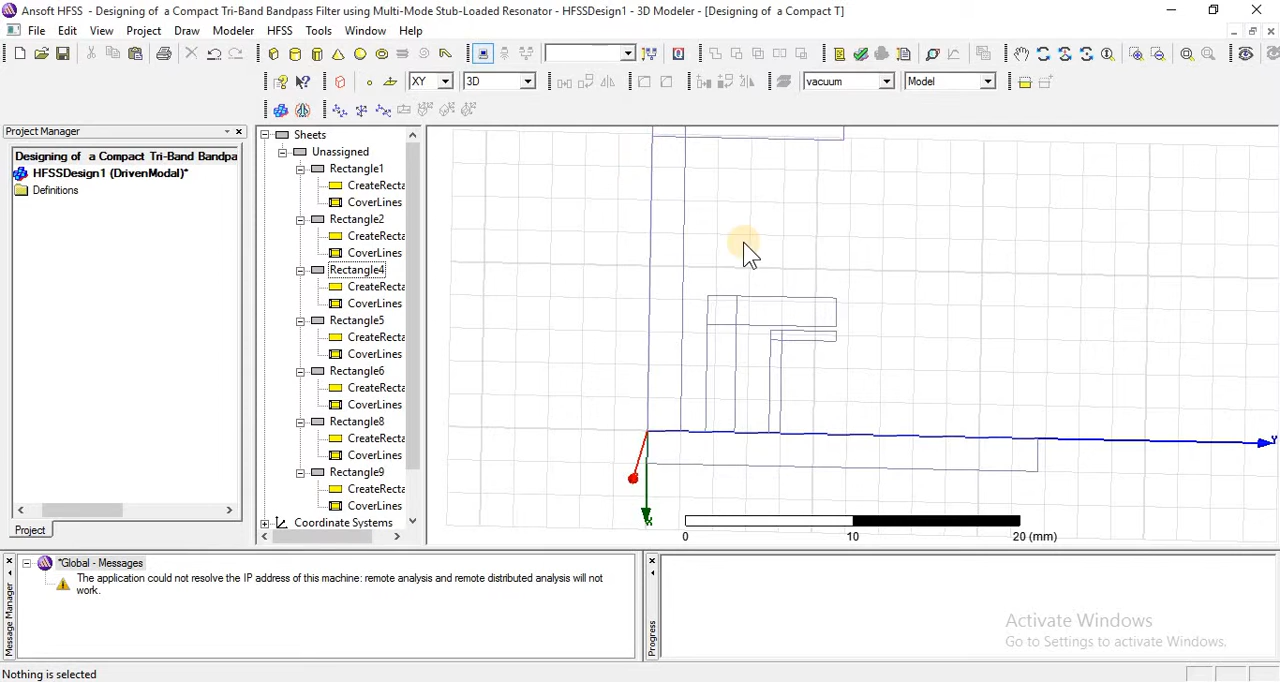 Ansoft HFSS - Designing of a Compact Tri-Band Bandpass Filter using Multi-Mode Stub-Loaded Resonator - HFSSDesign1 - 3D Modeler - [Designing of a Compact T]
File Edit View Project Draw Modeler HFSS Tools Window Help
XY 3D vacuum Model
Project Manager
Designing of a Compact Tri-Band Bandpa
HFSSDesign1 (DrivenModal)*
Definitions
Project
Sheets
Unassigned
Rectangle1
CreateRecta
CoverLines
Rectangle2
CreateRecta
CoverLines
Rectangle4
CreateRecta
CoverLines
Rectangle5
CreateRecta
CoverLines
Rectangle6
CreateRecta
CoverLines
Rectangle8
CreateRecta
CoverLines
Rectangle9
CreateRecta
CoverLines
Coordinate Systems
Y
X
0 10 20 (mm)
Message Manager
*Global - Messages
The application could not resolve the IP address of this machine: remote analysis and remote distributed analysis will not
work.
Progress
Activate Windows
Go to Settings to activate Windows.
Nothing is selected